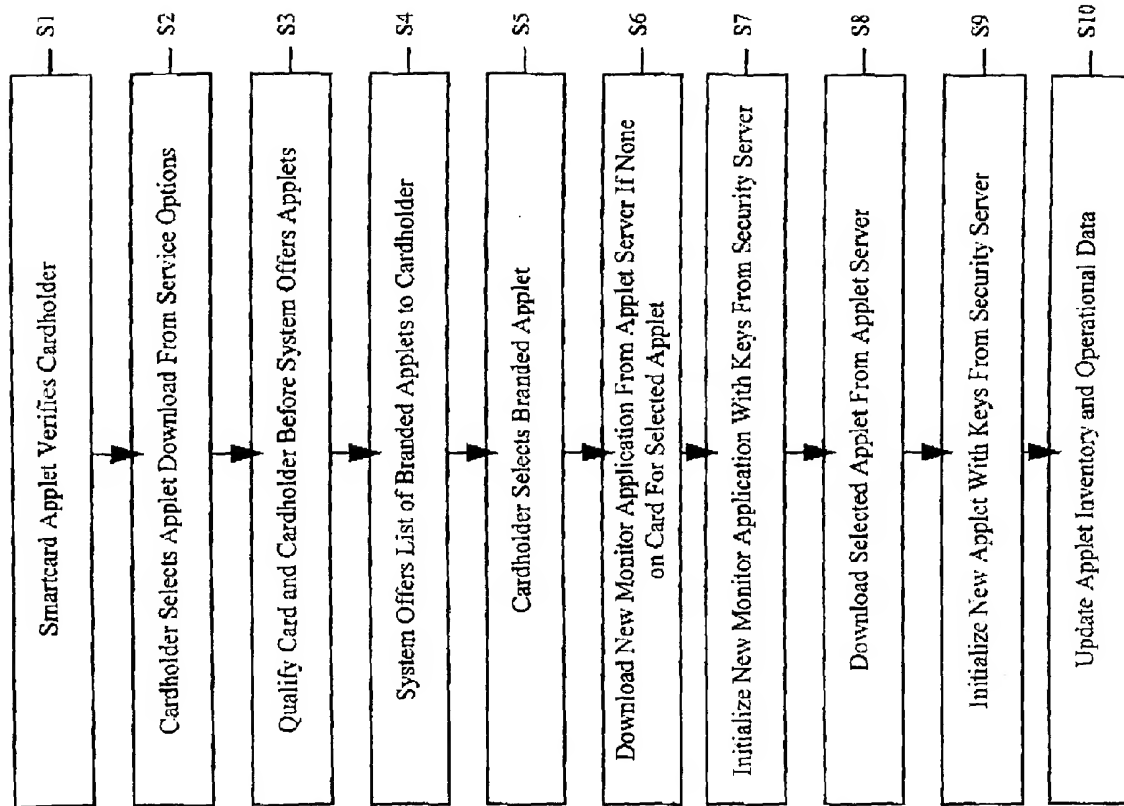 Smartcard Applet Verifies Cardholder
S1
Cardholder Selects Applet Download From Service Options
S2
Qualify Card and Cardholder Before System Offers Applets
S3
System Offers List of Branded Applets to Cardholder
S4
Cardholder Selects Branded Applet
S5
Download New Monitor Application From Applet Server If None
on Card For Selected Applet
S6
Initialize New Monitor Application With Keys From Security Server
S7
Download Selected Applet From Applet Server
S8
Initialize New Applet With Keys From Security Server
S9
Update Applet Inventory and Operational Data
S10